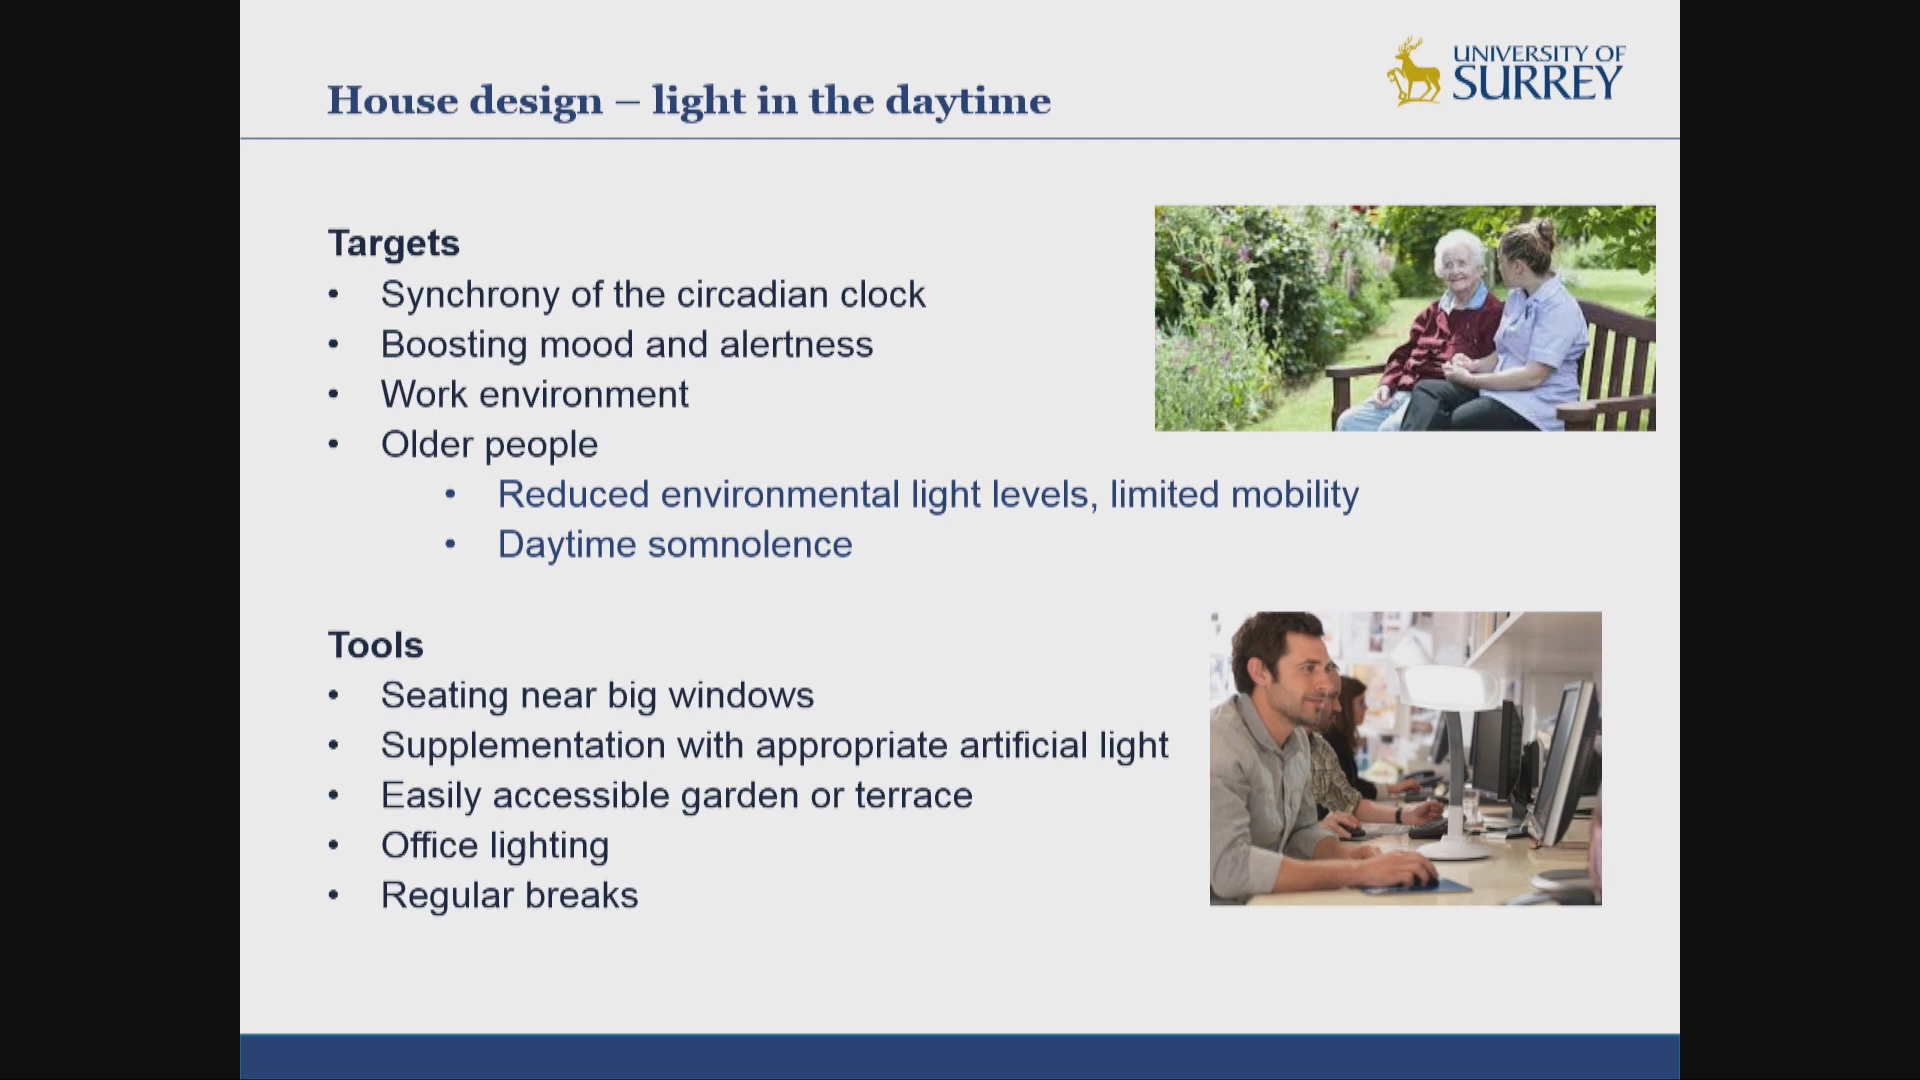 UNIVERSITY OF
SURREY
House design – light in the daytime
Targets
• Synchrony of the circadian clock
• Boosting mood and alertness
• Work environment
• Older people
• Reduced environmental light levels, limited mobility
• Daytime somnolence
Tools
• Seating near big windows
• Supplementation with appropriate artificial light
• Easily accessible garden or terrace
• Office lighting
• Regular breaks